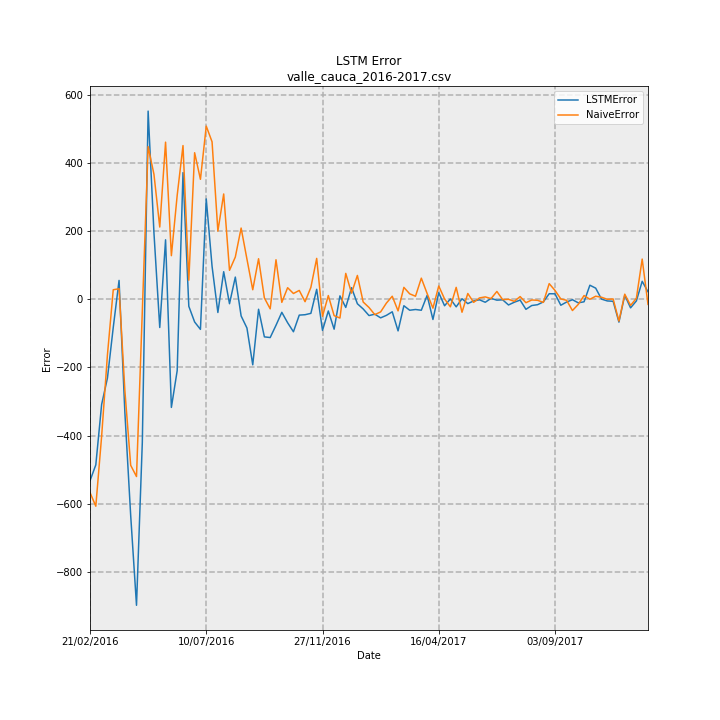 LSTM Error
valle_cauca_2016-2017.csv
LSTMError
NaiveError
600
400
200
0
−200
−400
−600
−800
Error
21/02/2016
10/07/2016
27/11/2016
16/04/2017
03/09/2017
Date